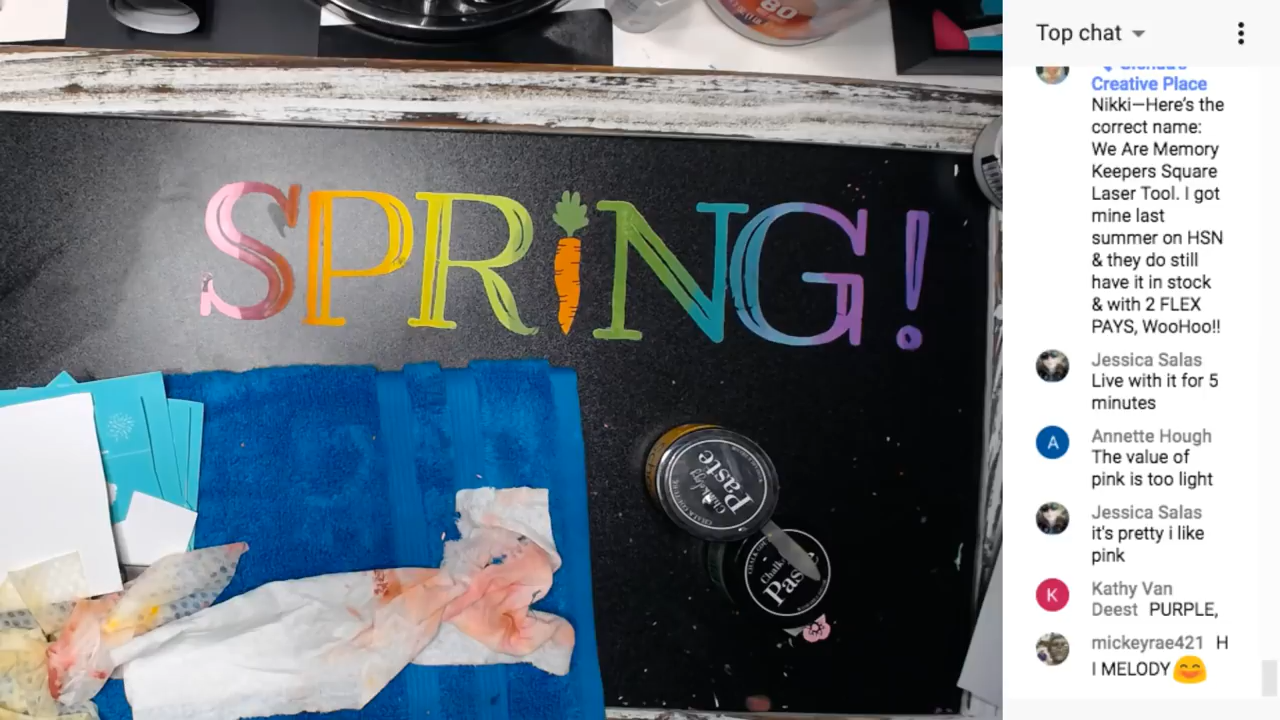 80
Top chat
Creative Place
Nikki—Here's the
correct name:
We Are Memory
Keepers Square
Laser Tool. I got
mine last
summer on HSN
& they do still
have it in stock
& with 2 FLEX
PAYS, WooHoo!!
Jessica Salas
Live with it for 5
minutes
A
Annette Hough
The value of
pink is too light
Jessica Salas
it's pretty i like
pink
K
Kathy Van
Deest PURPLE,
mickeyrae421 H
I MELODY
SPRING!
Chalkology
Paste